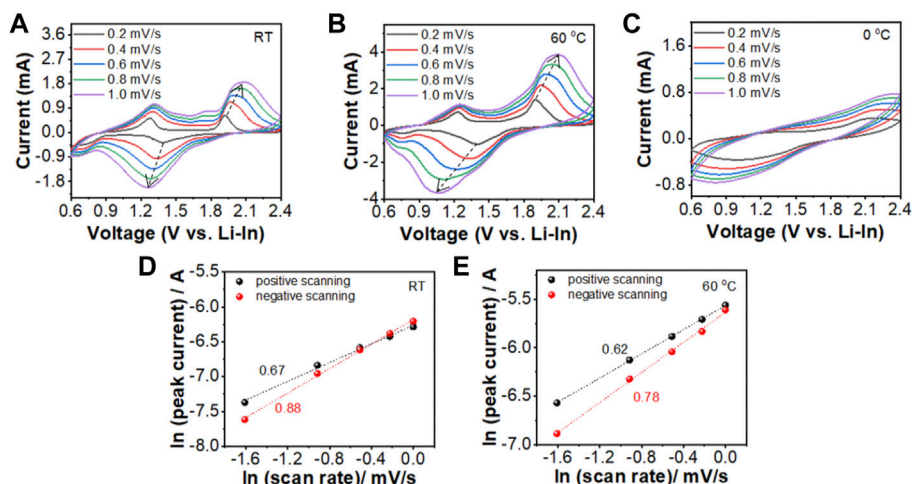 A
0.2 mV/s
0.4 mV/s
0.6 mV/s
0.8 mV/s
1.0 mV/s
RT
3.6
2.7
1.8
0.9
0.0
-0.9
-1.8
Current (mA)
0.6 0.9 1.2 1.5 1.8 2.1 2.4
Voltage (V vs. Li-In)
B
0.2 mV/s
0.4 mV/s
0.6 mV/s
0.8 mV/s
1.0 mV/s
60 °C
6
4
2
0
-2
-4
Current (mA)
0.6 0.9 1.2 1.5 1.8 2.1 2.4
Voltage (V vs. Li-In)
C
0.2 mV/s
0.4 mV/s
0.6 mV/s
0.8 mV/s
1.0 mV/s
0 °C
1.6
0.8
0.0
-0.8
Current (mA)
0.6 0.9 1.2 1.5 1.8 2.1 2.4
Voltage (V vs. Li-In)
D
positive scanning
negative scanning
RT
-5.5
-6.0
-6.5
-7.0
-7.5
-8.0
ln (peak current) / A
0.67
0.88
-1.6 -1.2 -0.8 -0.4 0.0
ln (scan rate)/ mV/s
E
positive scanning
negative scanning
60 °C
-5.5
-6.0
-6.5
-7.0
ln (peak current) / A
0.62
0.78
-1.6 -1.2 -0.8 -0.4 0.0
ln (scan rate)/ mV/s